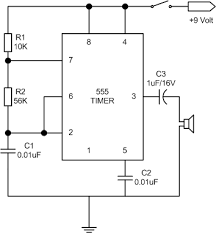 +9 Volt
R1
10K
8
4
7
C3
1uF/16V
R2
56K
6
555
TIMER
3
2
C1
0.01uF
1
5
C2
0.01uF